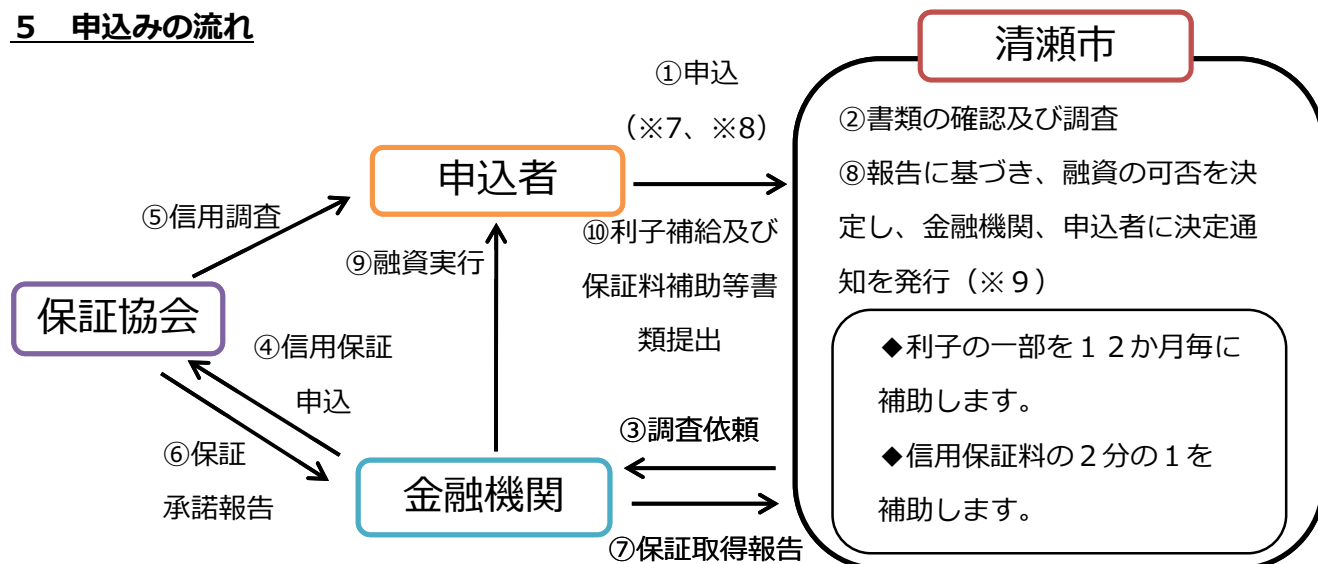 5　申込みの流れ
清瀬市
①申込
（※7、※8）
②書類の確認及び調査
申込者
⑧報告に基づき、融資の可否を決
定し、金融機関、申込者に決定通
知を発行（※９）
⑤信用調査
⑩利子補給及び
保証料補助等書
類提出
⑨融資実行
保証協会
④信用保証
申込
◆利子の一部を１２か月毎に
補助します。
◆信用保証料の２分の１を
補助します。
③調査依頼
⑥保証
承諾報告
金融機関
⑦保証取得報告